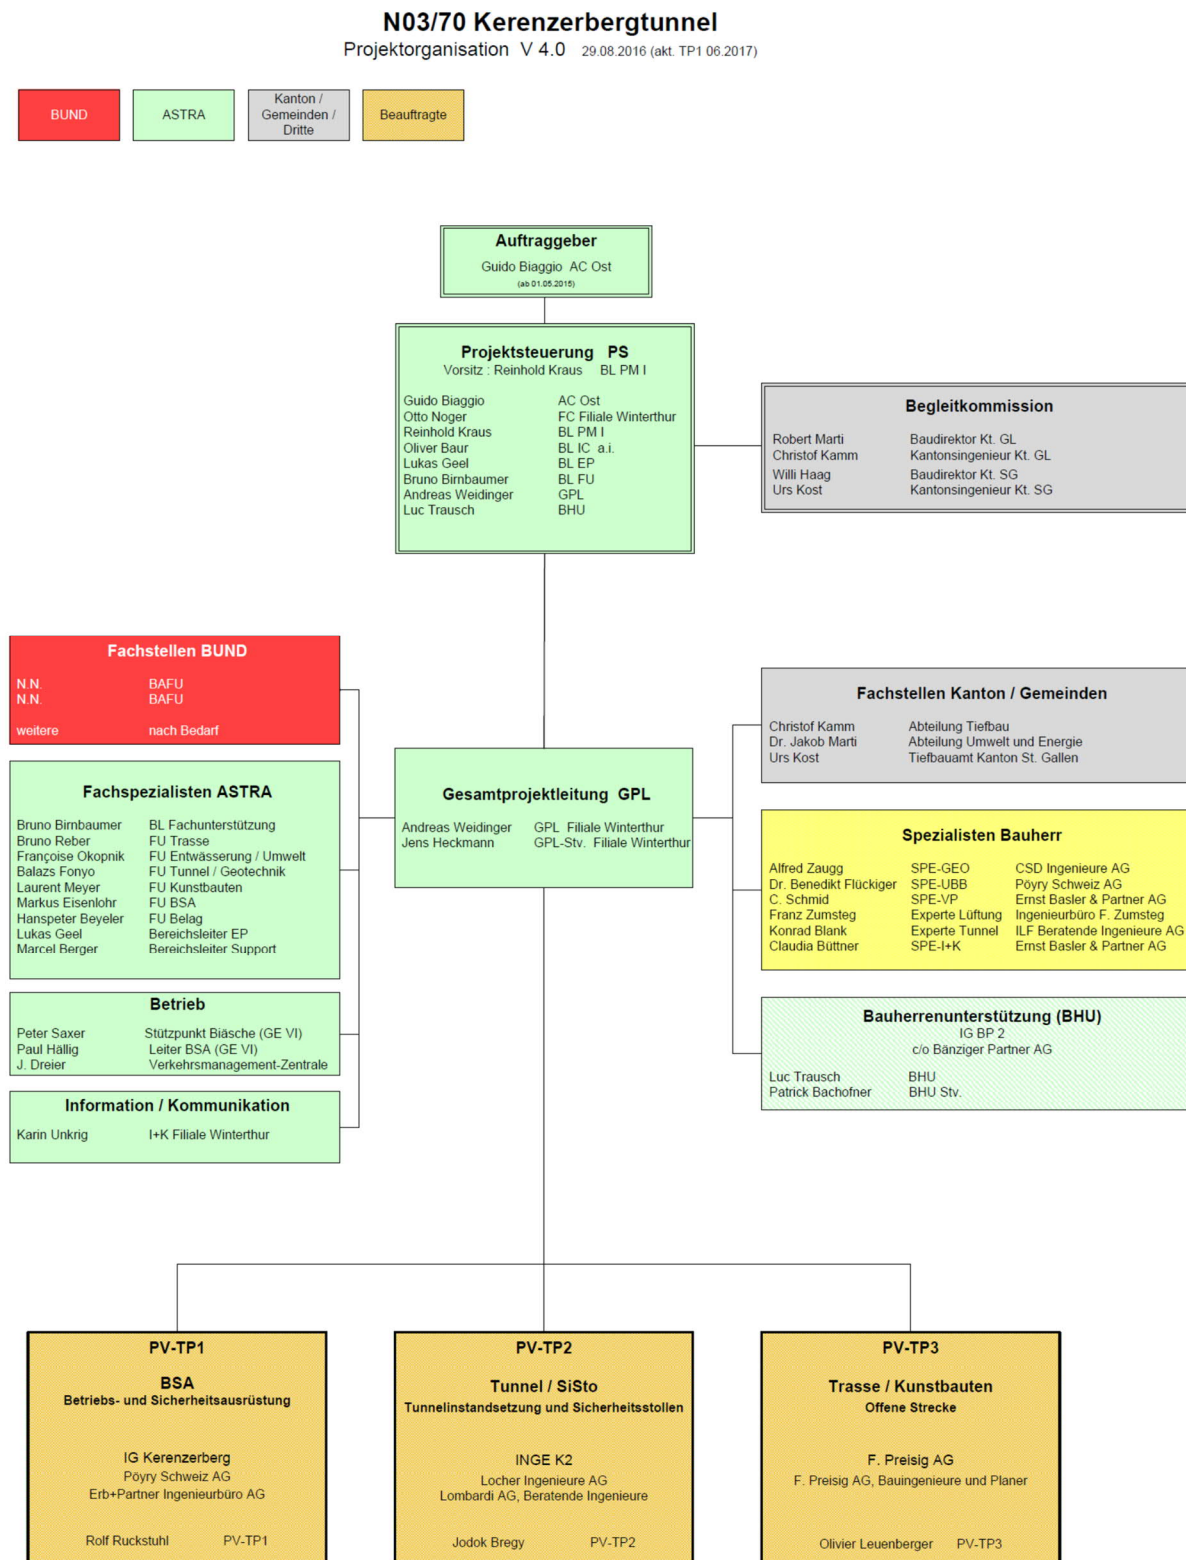 N03/70 Kerenzerbergtunnel
Projektorganisation V 4.0 29.08.2016 (akt. TP1 06.2017)
BUND
ASTRA
Kanton /
Gemeinden /
Dritte
Beauftragte
Auftraggeber
Guido Biaggio AC Ost
(ab 01.05.2015)
Projektsteuerung PS
Vorsitz : Reinhold Kraus BL PM I
Guido Biaggio AC Ost
Otto Noger FC Filiale Winterthur
Reinhold Kraus BL PM I
Oliver Baur BL IC a.i.
Lukas Geel BL EP
Bruno Birnbaumer BL FU
Andreas Weidinger GPL
Luc Trausch BHU
Begleitkommission
Robert Marti Baudirektor Kt. GL
Christof Kamm Kantonsingenieur Kt. GL
Willi Haag Baudirektor Kt. SG
Urs Kost Kantonsingenieur Kt. SG
Fachstellen BUND
N.N. BAFU
N.N. BAFU
weitere nach Bedarf
Fachspezialisten ASTRA
Bruno Birnbaumer BL Fachunterstützung
Bruno Reber FU Trasse
Françoise Okopnik FU Entwässerung / Umwelt
Balazs Fonyo FU Tunnel / Geotechnik
Laurent Meyer FU Kunstbauten
Markus Eisenlohr FU BSA
Hanspeter Beyeler FU Belag
Lukas Geel Bereichsleiter EP
Marcel Berger Bereichsleiter Support
Betrieb
Peter Saxer Stützpunkt Biäsche (GE VI)
Paul Hällig Leiter BSA (GE VI)
J. Dreier Verkehrsmanagement-Zentrale
Information / Kommunikation
Karin Unkrig I+K Filiale Winterthur
Gesamtprojektleitung GPL
Andreas Weidinger GPL Filiale Winterthur
Jens Heckmann GPL-Stv. Filiale Winterthur
Fachstellen Kanton / Gemeinden
Christof Kamm Abteilung Tiefbau
Dr. Jakob Marti Abteilung Umwelt und Energie
Urs Kost Tiefbauamt Kanton St. Gallen
Spezialisten Bauherr
Alfred Zaugg SPE-GEO CSD Ingenieure AG
Dr. Benedikt Flückiger SPE-UBB Pöyry Schweiz AG
C. Schmid SPE-VP Ernst Basler & Partner AG
Franz Zumsteg Experte Lüftung Ingenieurbüro F. Zumsteg
Konrad Blank Experte Tunnel ILF Beratende Ingenieure AG
Claudia Büttner SPE-I+K Ernst Basler & Partner AG
Bauherrenunterstützung (BHU)
IG BP 2
c/o Bänziger Partner AG
Luc Trausch BHU
Patrick Bachofner BHU Stv.
PV-TP1
BSA
Betriebs- und Sicherheitsausrüstung
IG Kerenzerberg
Pöyry Schweiz AG
Erb+Partner Ingenieurbüro AG
Rolf Ruckstuhl PV-TP1
PV-TP2
Tunnel / SiSto
Tunnelinstandsetzung und Sicherheitsstollen
INGE K2
Locher Ingenieure AG
Lombardi AG, Beratende Ingenieure
Jodok Bregy PV-TP2
PV-TP3
Trasse / Kunstbauten
Offene Strecke
F. Preisig AG
F. Preisig AG, Bauingenieure und Planer
Olivier Leuenberger PV-TP3